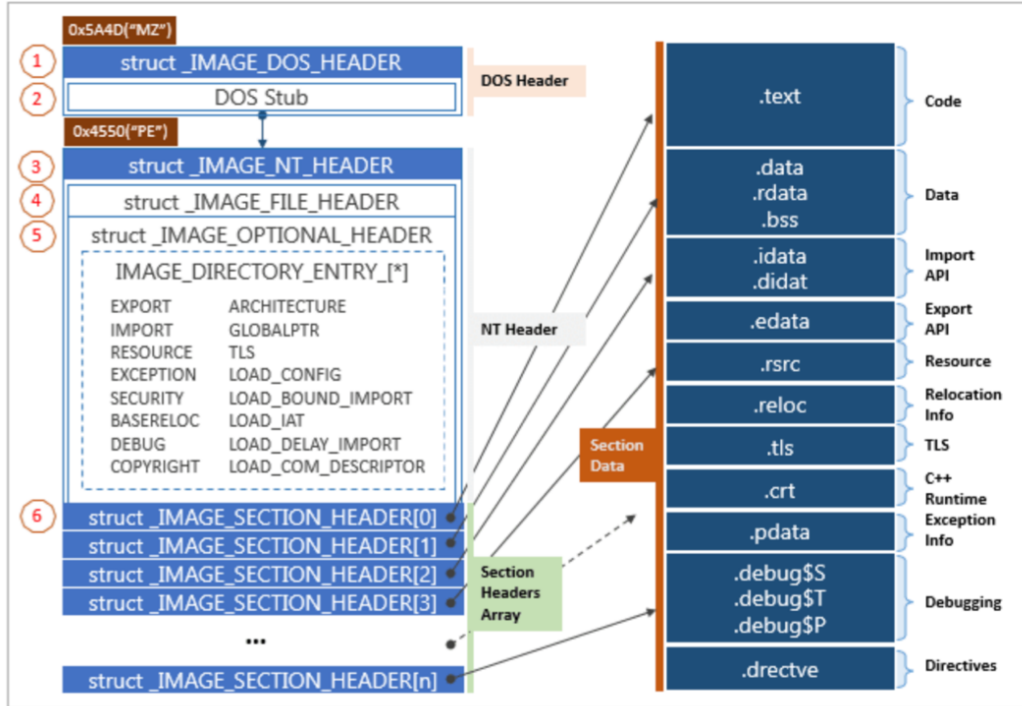 0x5A4D("MZ")
1
struct _IMAGE_DOS_HEADER
2
DOS Stub
DOS Header
0x4550("PE")
3
struct _IMAGE_NT_HEADER
4
struct _IMAGE_FILE_HEADER
5
struct _IMAGE_OPTIONAL_HEADER
IMAGE_DIRECTORY_ENTRY_[*]
EXPORT ARCHITECTURE
IMPORT GLOBALPTR
RESOURCE TLS
EXCEPTION LOAD_CONFIG
SECURITY LOAD_BOUND_IMPORT
BASERELOC LOAD_IAT
DEBUG LOAD_DELAY_IMPORT
COPYRIGHT LOAD_COM_DESCRIPTOR
NT Header
6
struct _IMAGE_SECTION_HEADER[0]
struct _IMAGE_SECTION_HEADER[1]
struct _IMAGE_SECTION_HEADER[2]
struct _IMAGE_SECTION_HEADER[3]
...
struct _IMAGE_SECTION_HEADER[n]
Section
Headers
Array
Section
Data
.text
Code
.data
.rdata
.bss
Data
.idata
.didat
Import
API
.edata
Export
API
.rsrc
Resource
.reloc
Relocation
Info
.tls
TLS
.crt
C++
Runtime
.pdata
Exception
Info
.debug$S
.debug$T
.debug$P
Debugging
.drectve
Directives